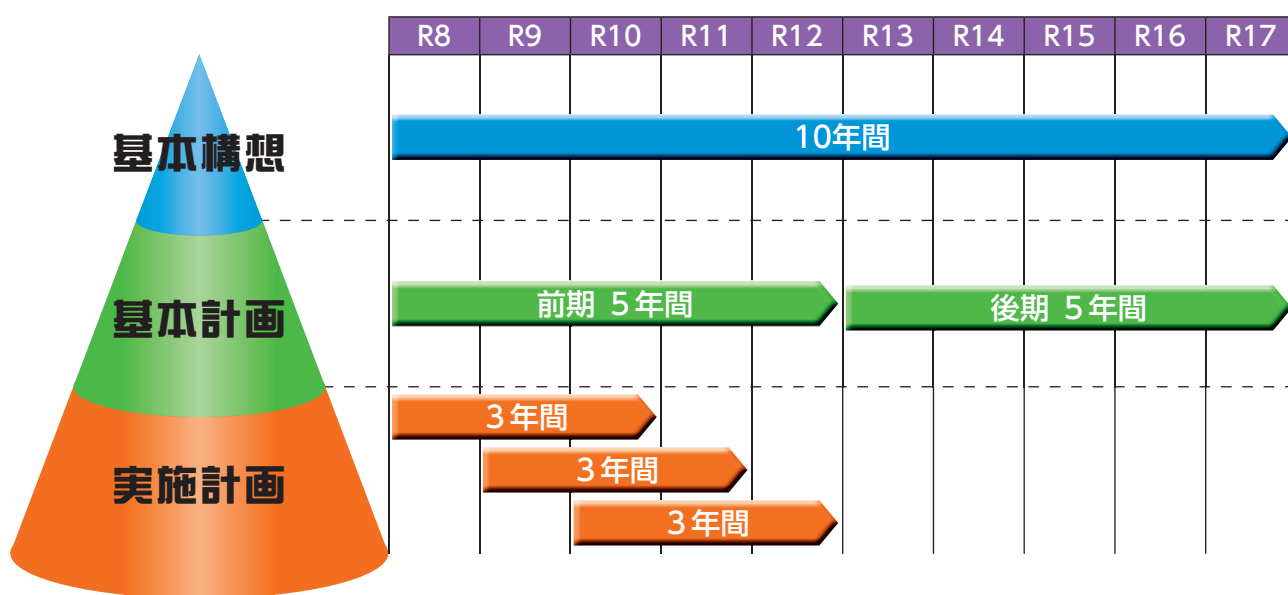 R8 R9 R10 R11 R12 R13 R14 R15 R16 R17
基本構想
10年間
基本計画
前期 5年間
後期 5年間
実施計画
3年間
3年間
3年間